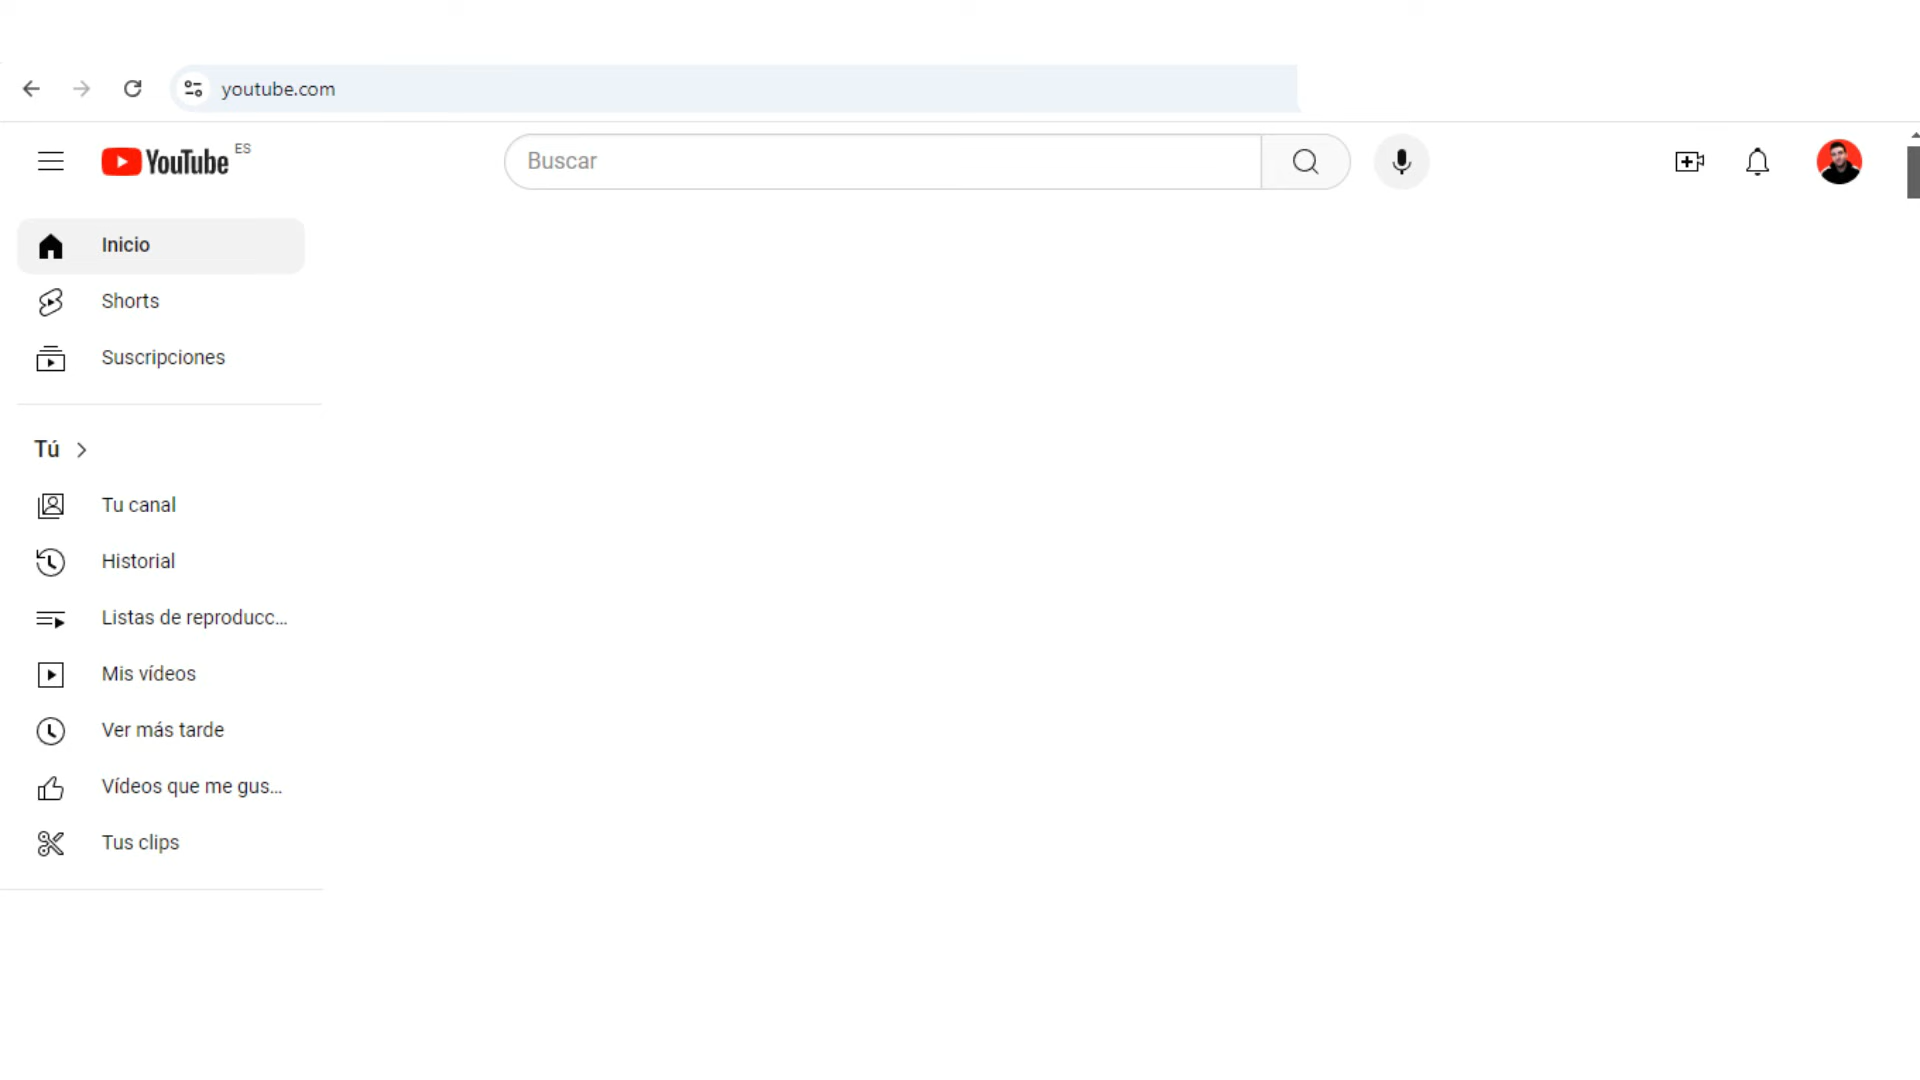 youtube.com
YouTube ES
Buscar
Inicio
Shorts
Suscripciones
Tú
Tu canal
Historial
Listas de reproducc...
Mis vídeos
Ver más tarde
Vídeos que me gus...
Tus clips